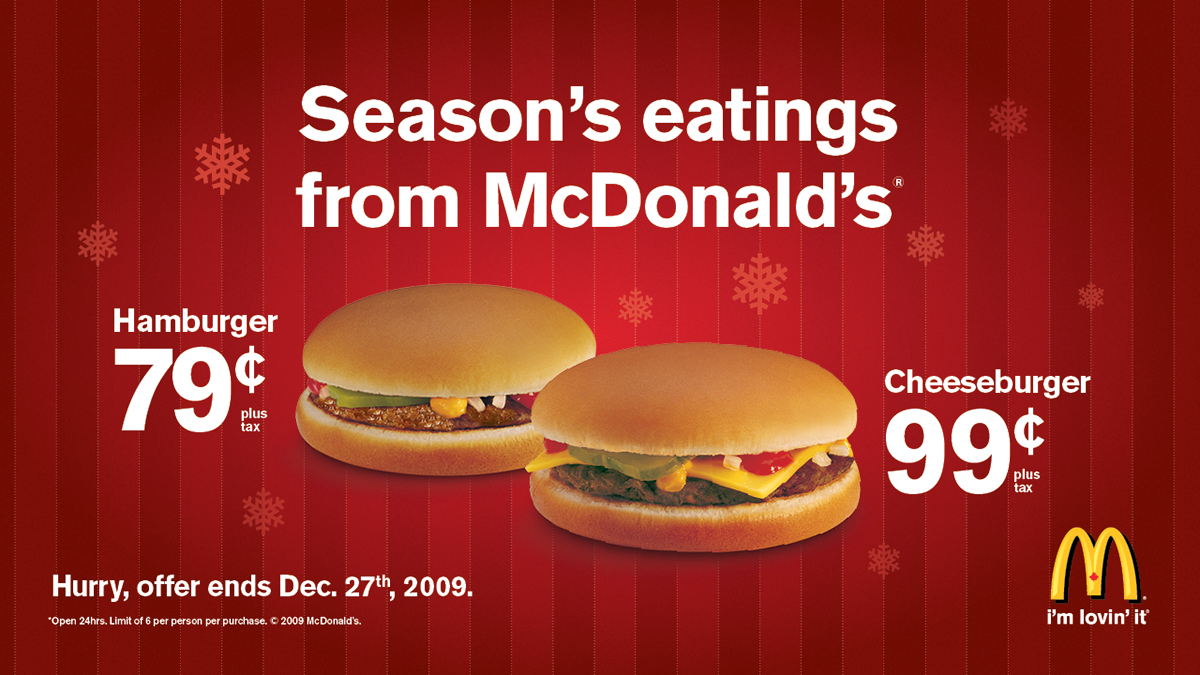 Season's eatings
from McDonald's®
Hamburger
79¢
plus
tax
Cheeseburger
99¢
plus
tax
Hurry, offer ends Dec. 27th, 2009.
*Open 24hrs. Limit of 6 per person per purchase. © 2009 McDonald's.
i'm lovin' it®